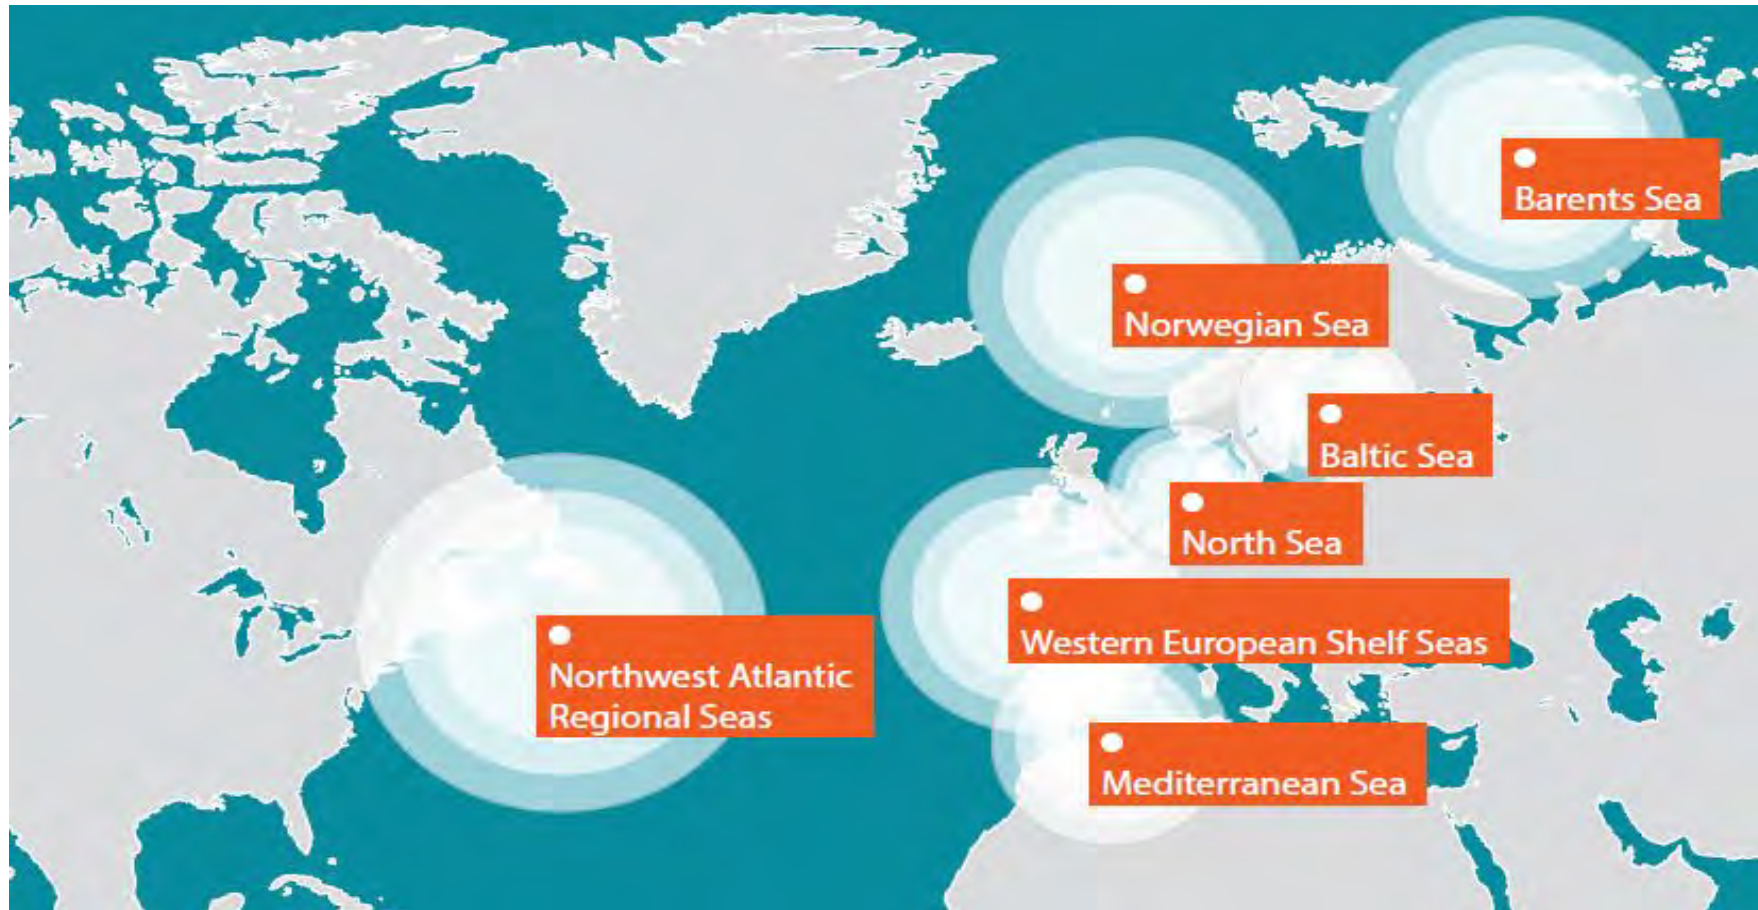 Barents Sea
Norwegian Sea
Baltic Sea
North Sea
Western European Shelf Seas
Northwest Atlantic
Regional Seas
Mediterranean Sea